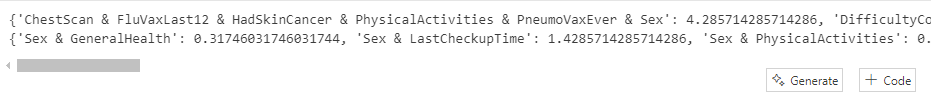 {'ChestScan & FluVaxLast12 & HadSkinCancer & PhysicalActivities & PneumoVaxEver & Sex': 4.285714285714286, 'DifficultyCo
{'Sex & GeneralHealth': 0.31746031746031744, 'Sex & LastCheckupTime': 1.4285714285714286, 'Sex & PhysicalActivities': 0.
Generate + Code